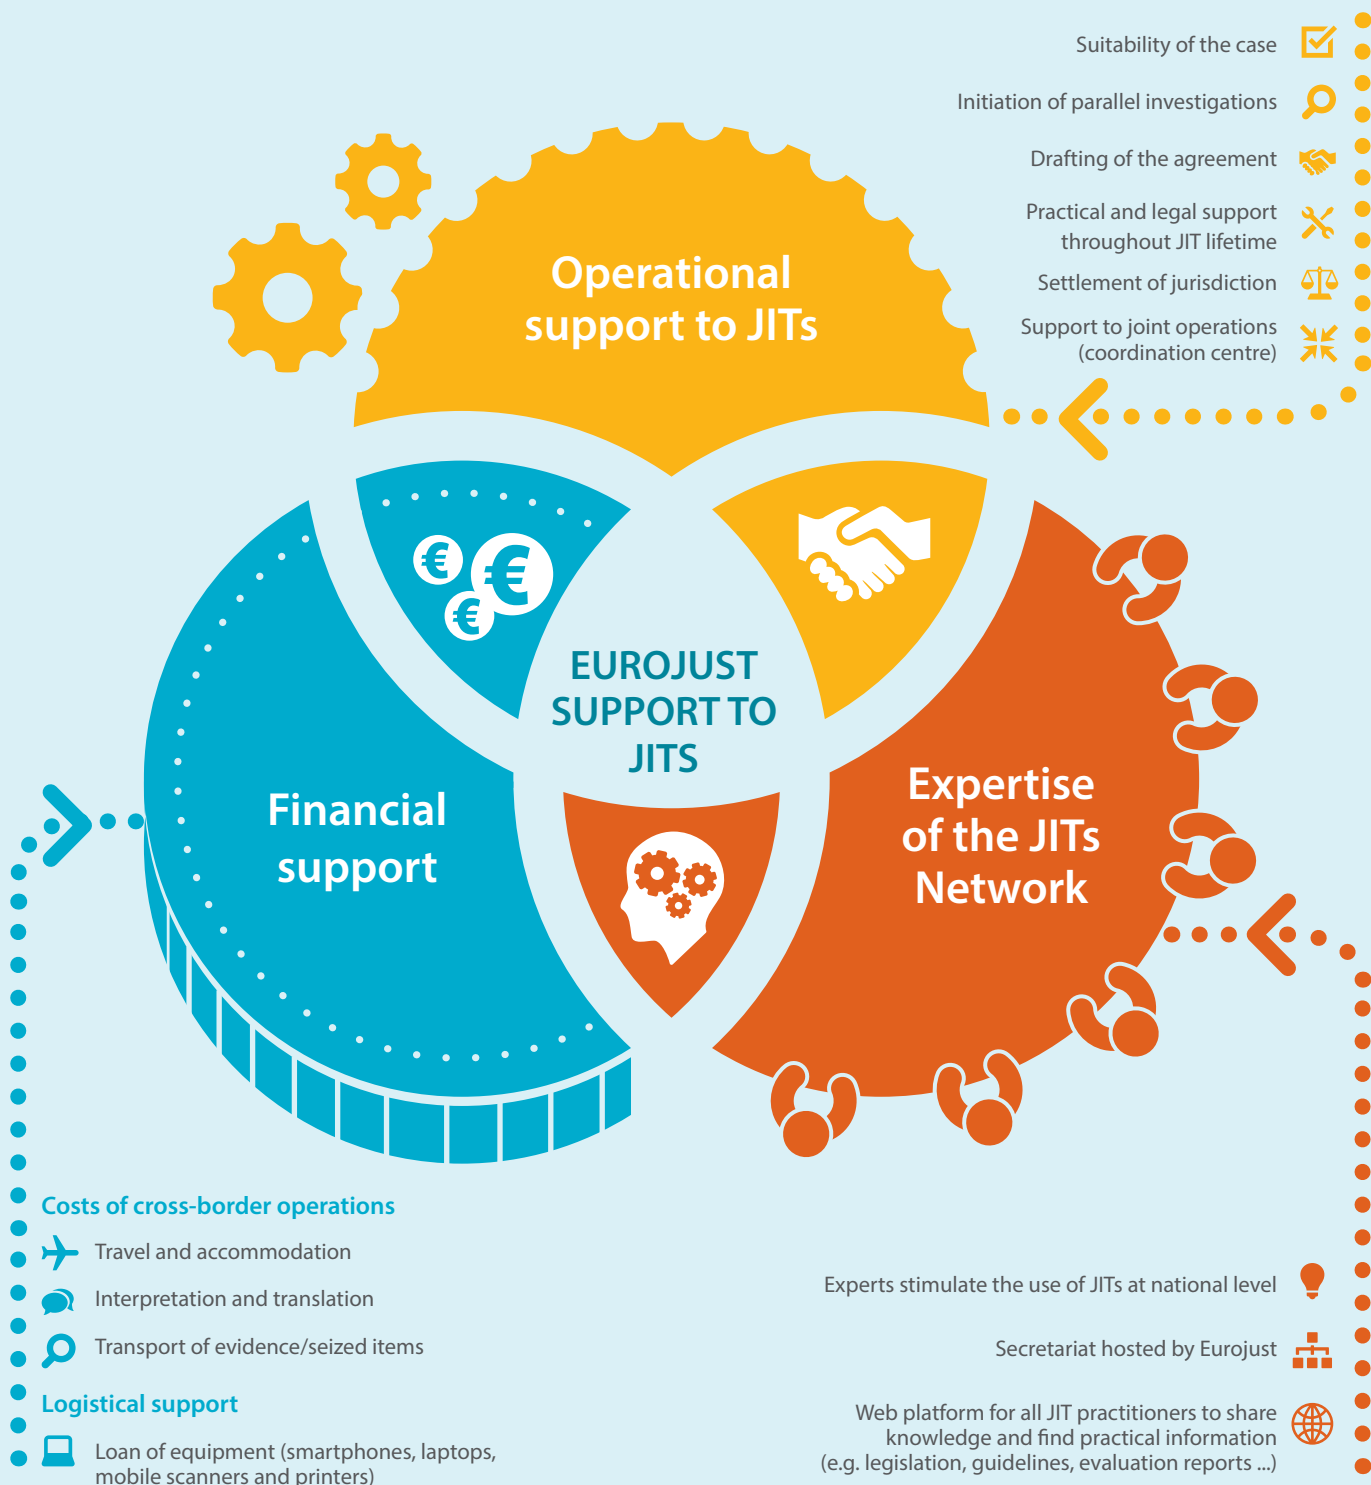 Suitability of the case
Initiation of parallel investigations
Drafting of the agreement
Practical and legal support
throughout JIT lifetime
Settlement of jurisdiction
Support to joint operations
(coordination centre)
Operational
support to JITs
€
€
€
EUROJUST
SUPPORT TO
JITS
Financial
support
Expertise
of the JITs
Network
Costs of cross-border operations
Travel and accommodation
Interpretation and translation
Transport of evidence/seized items
Logistical support
Loan of equipment (smartphones, laptops,
mobile scanners and printers)
Experts stimulate the use of JITs at national level
Secretariat hosted by Eurojust
Web platform for all JIT practitioners to share
knowledge and find practical information
(e.g. legislation, guidelines, evaluation reports ...)